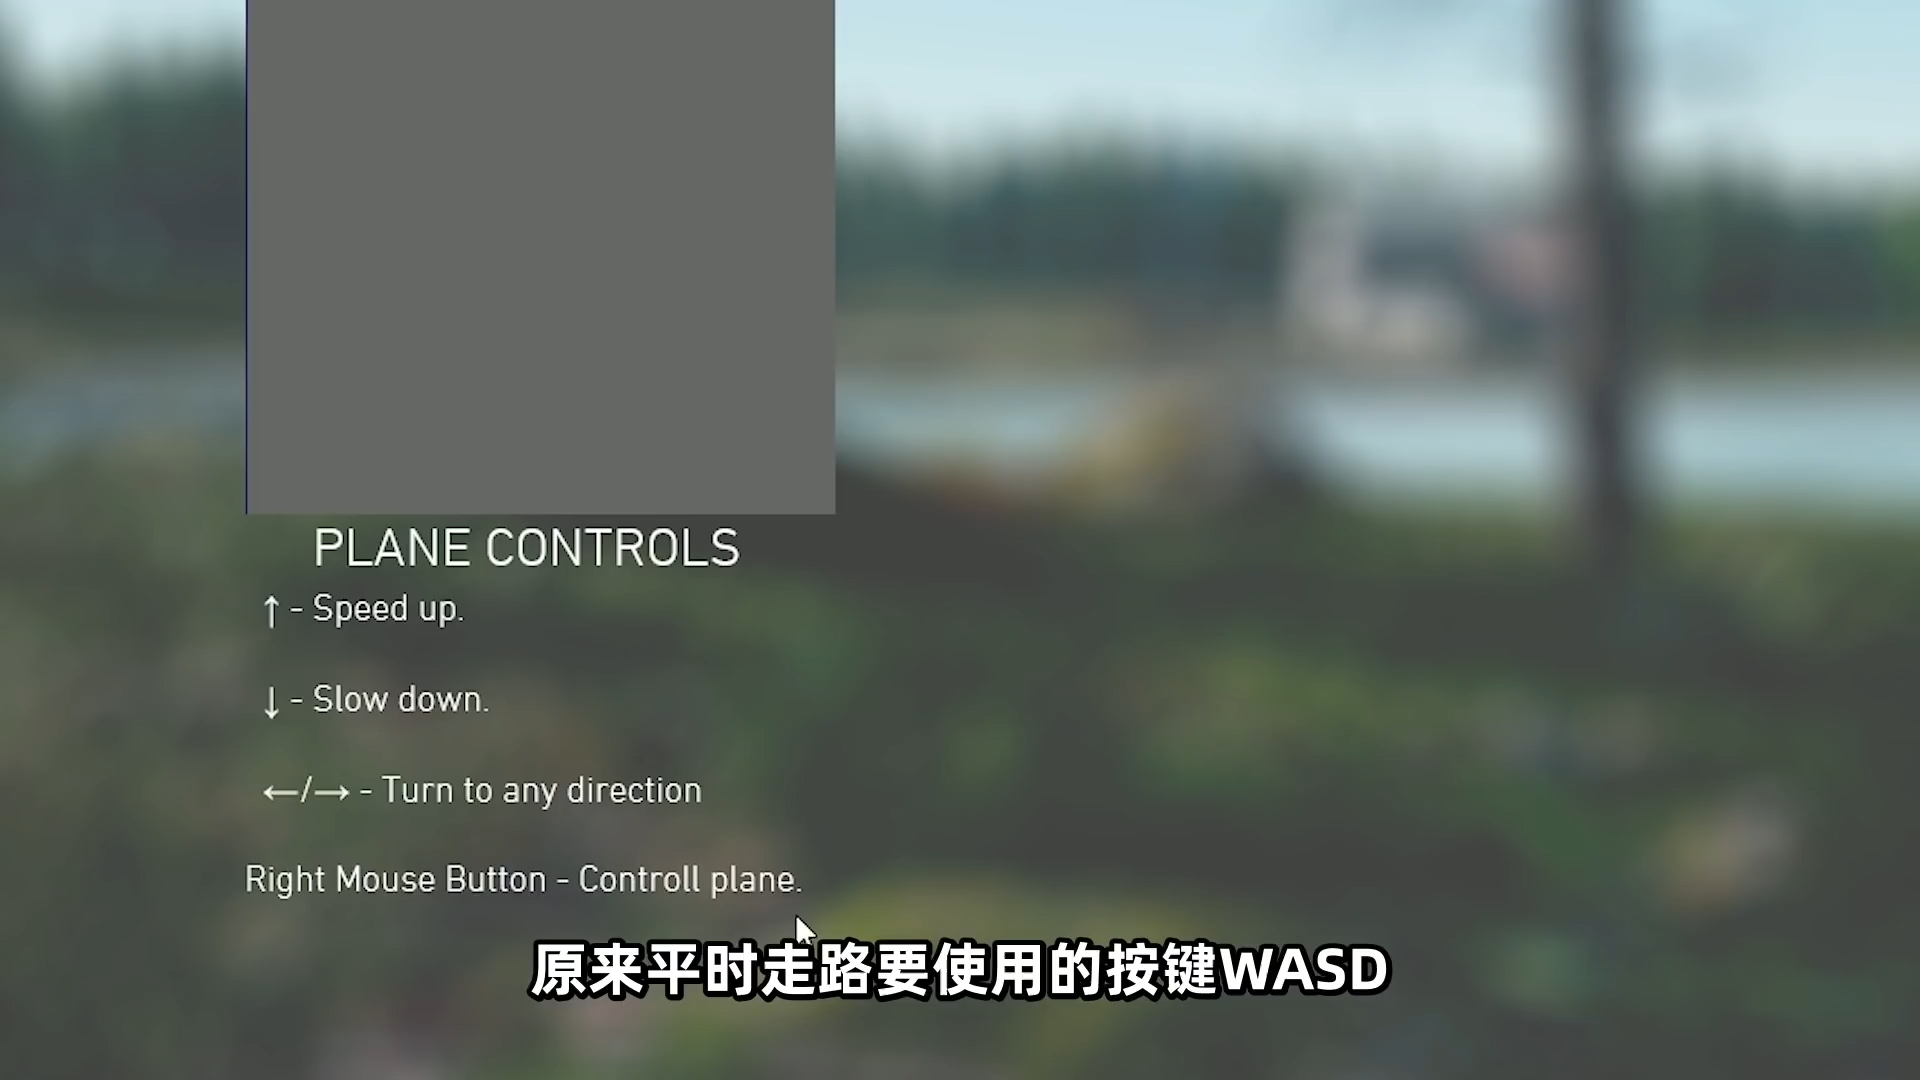 PLANE CONTROLS
↑ - Speed up.
↓ - Slow down.
←/→ - Turn to any direction
Right Mouse Button - Controll plane.
原来平时走路要使用的按键WASD